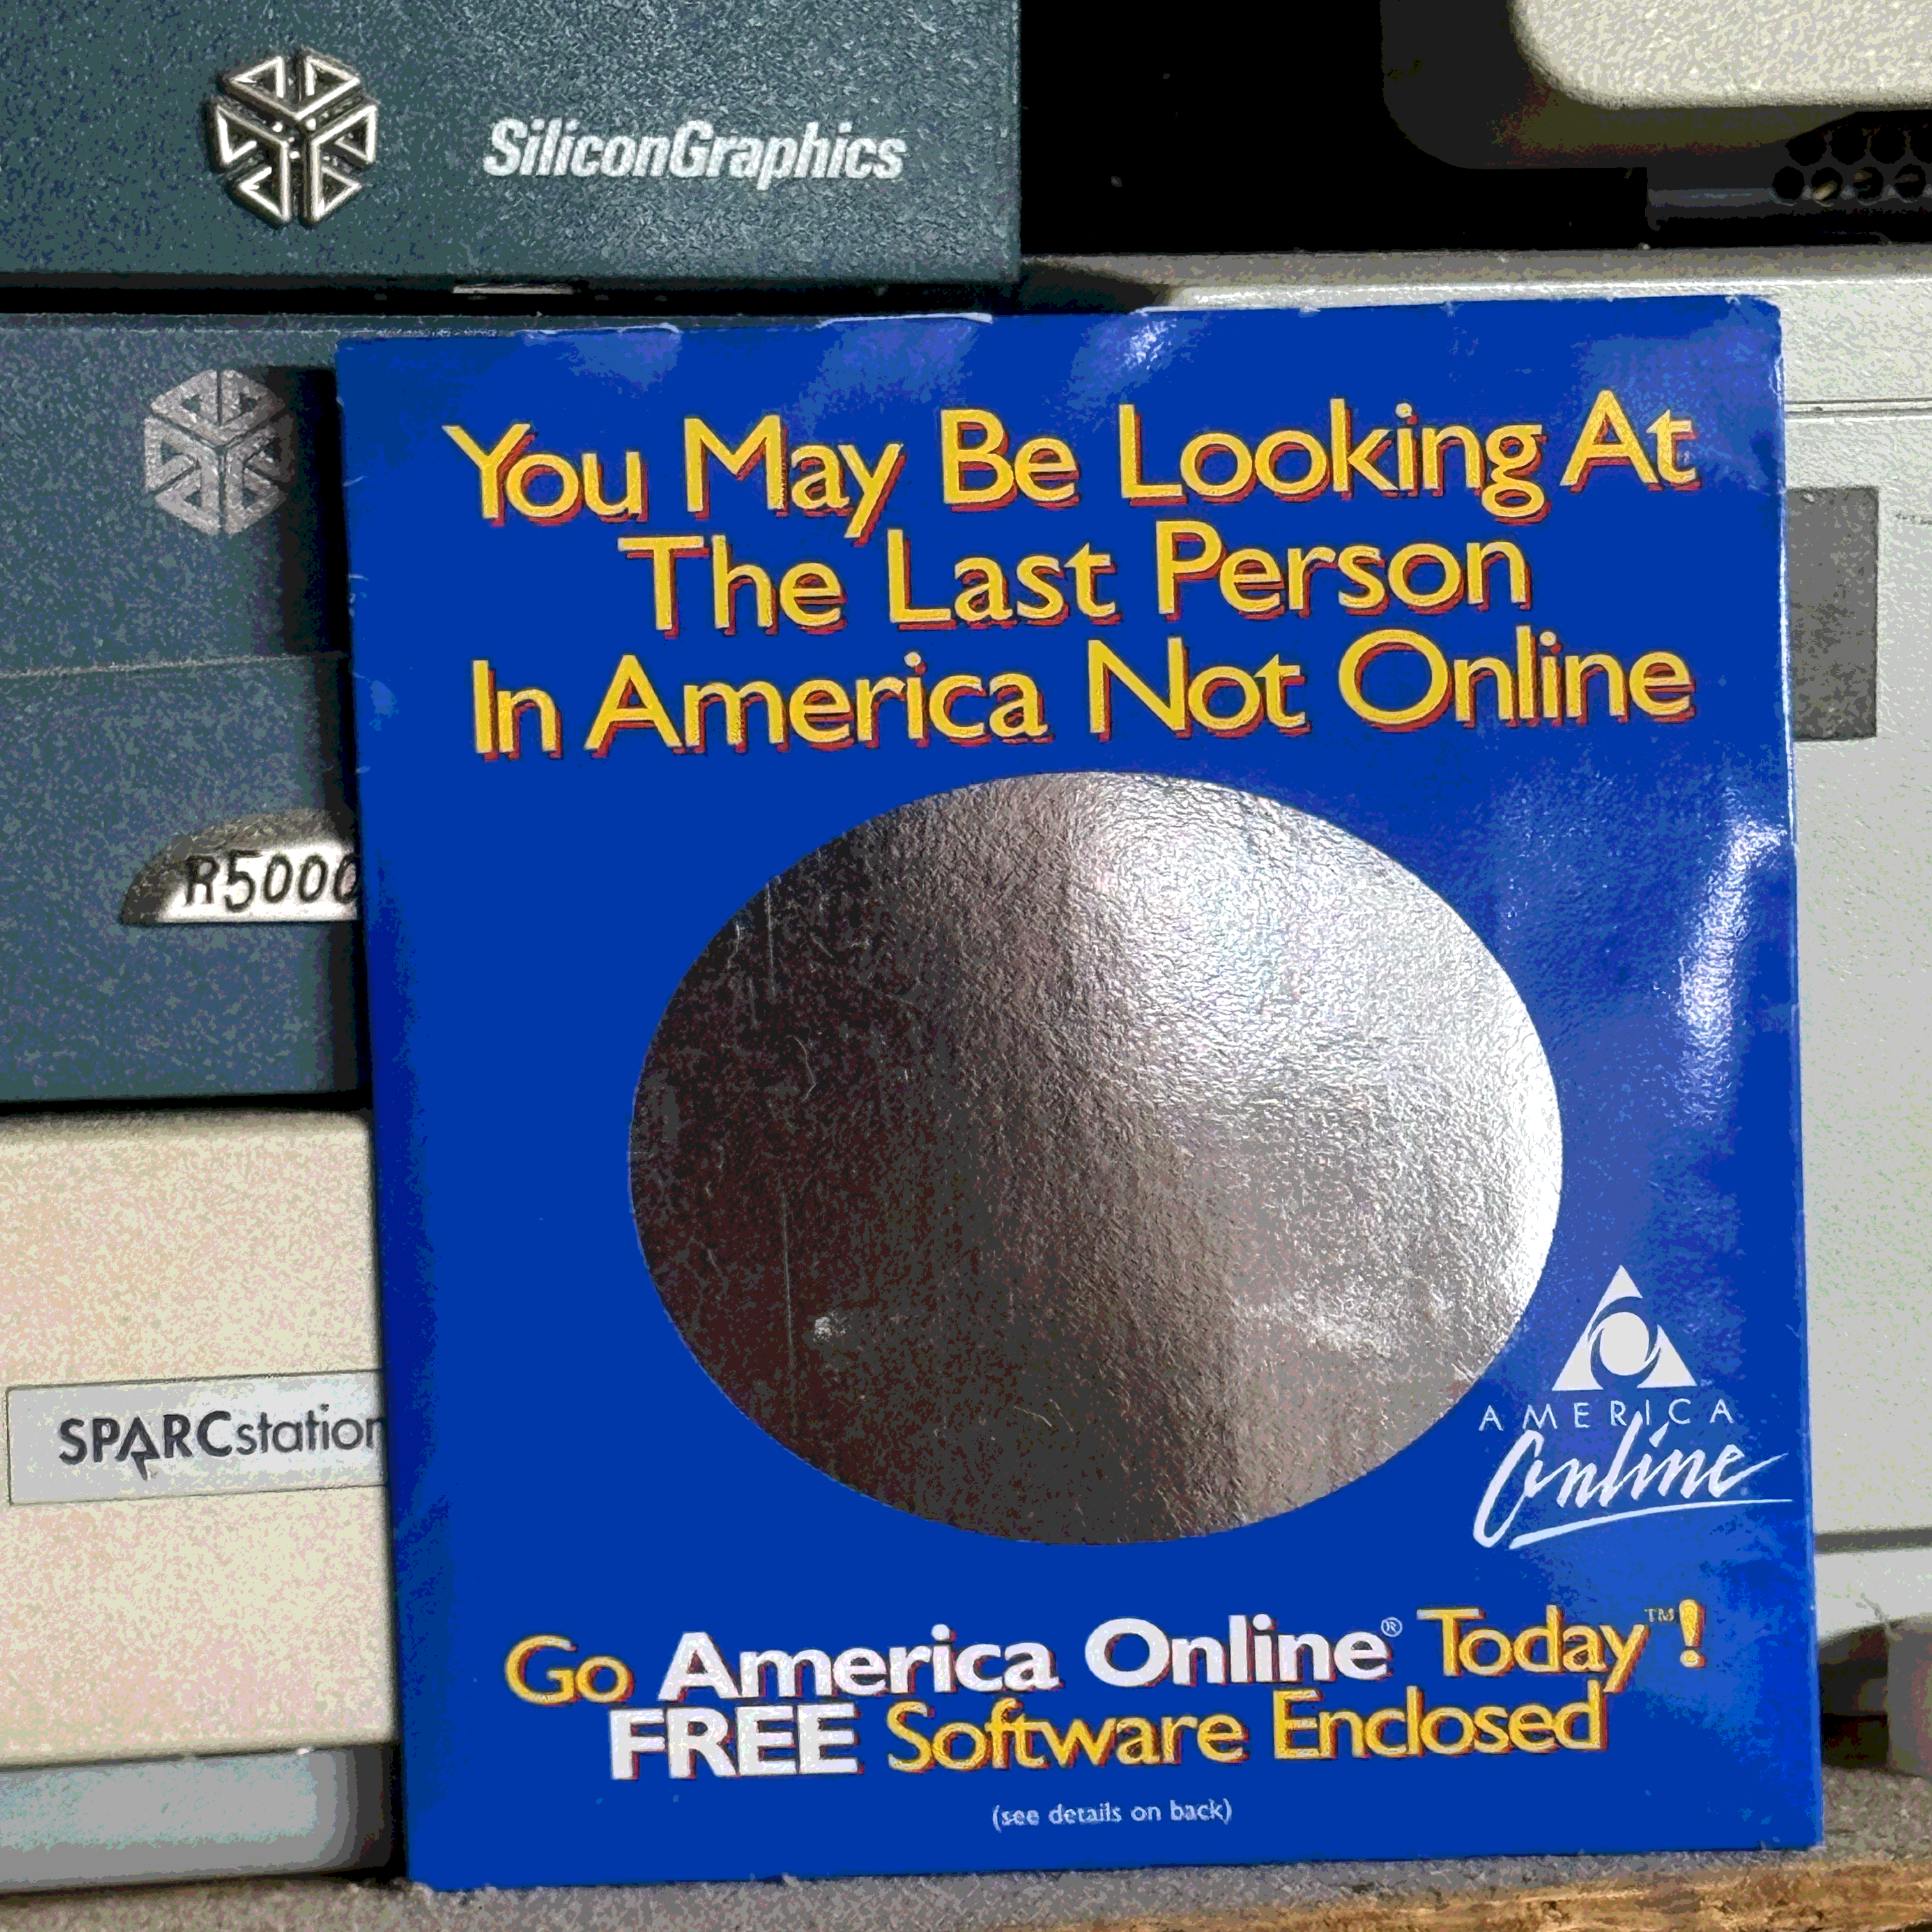 SiliconGraphics
You May Be Looking At
The Last Person
In America Not Online
R5000
SPARCstation
AMERICA
Online
Go America Online® Today™!
FREE Software Enclosed
(see details on back)